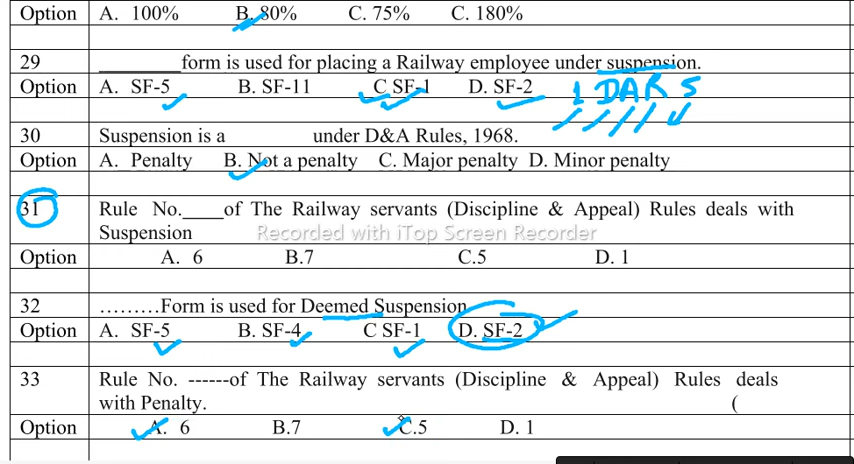 Option A. 100% B. 80% C. 75% C. 180%
29 ________form is used for placing a Railway employee under suspension.
Option A. SF-5 B. SF-11 C SF-1 D. SF-2
1 DAR 5
30 Suspension is a under D&A Rules, 1968.
Option A. Penalty B. Not a penalty C. Major penalty D. Minor penalty
31 Rule No.____of The Railway servants (Discipline & Appeal) Rules deals with
Suspension
Recorded with iTop Screen Recorder
Option A. 6 B.7 C.5 D. 1
32 ………Form is used for Deemed Suspension
Option A. SF-5 B. SF-4 C SF-1 D. SF-2
33 Rule No. ------of The Railway servants (Discipline & Appeal) Rules deals
with Penalty. (
Option A. 6 B.7 C.5 D. 1